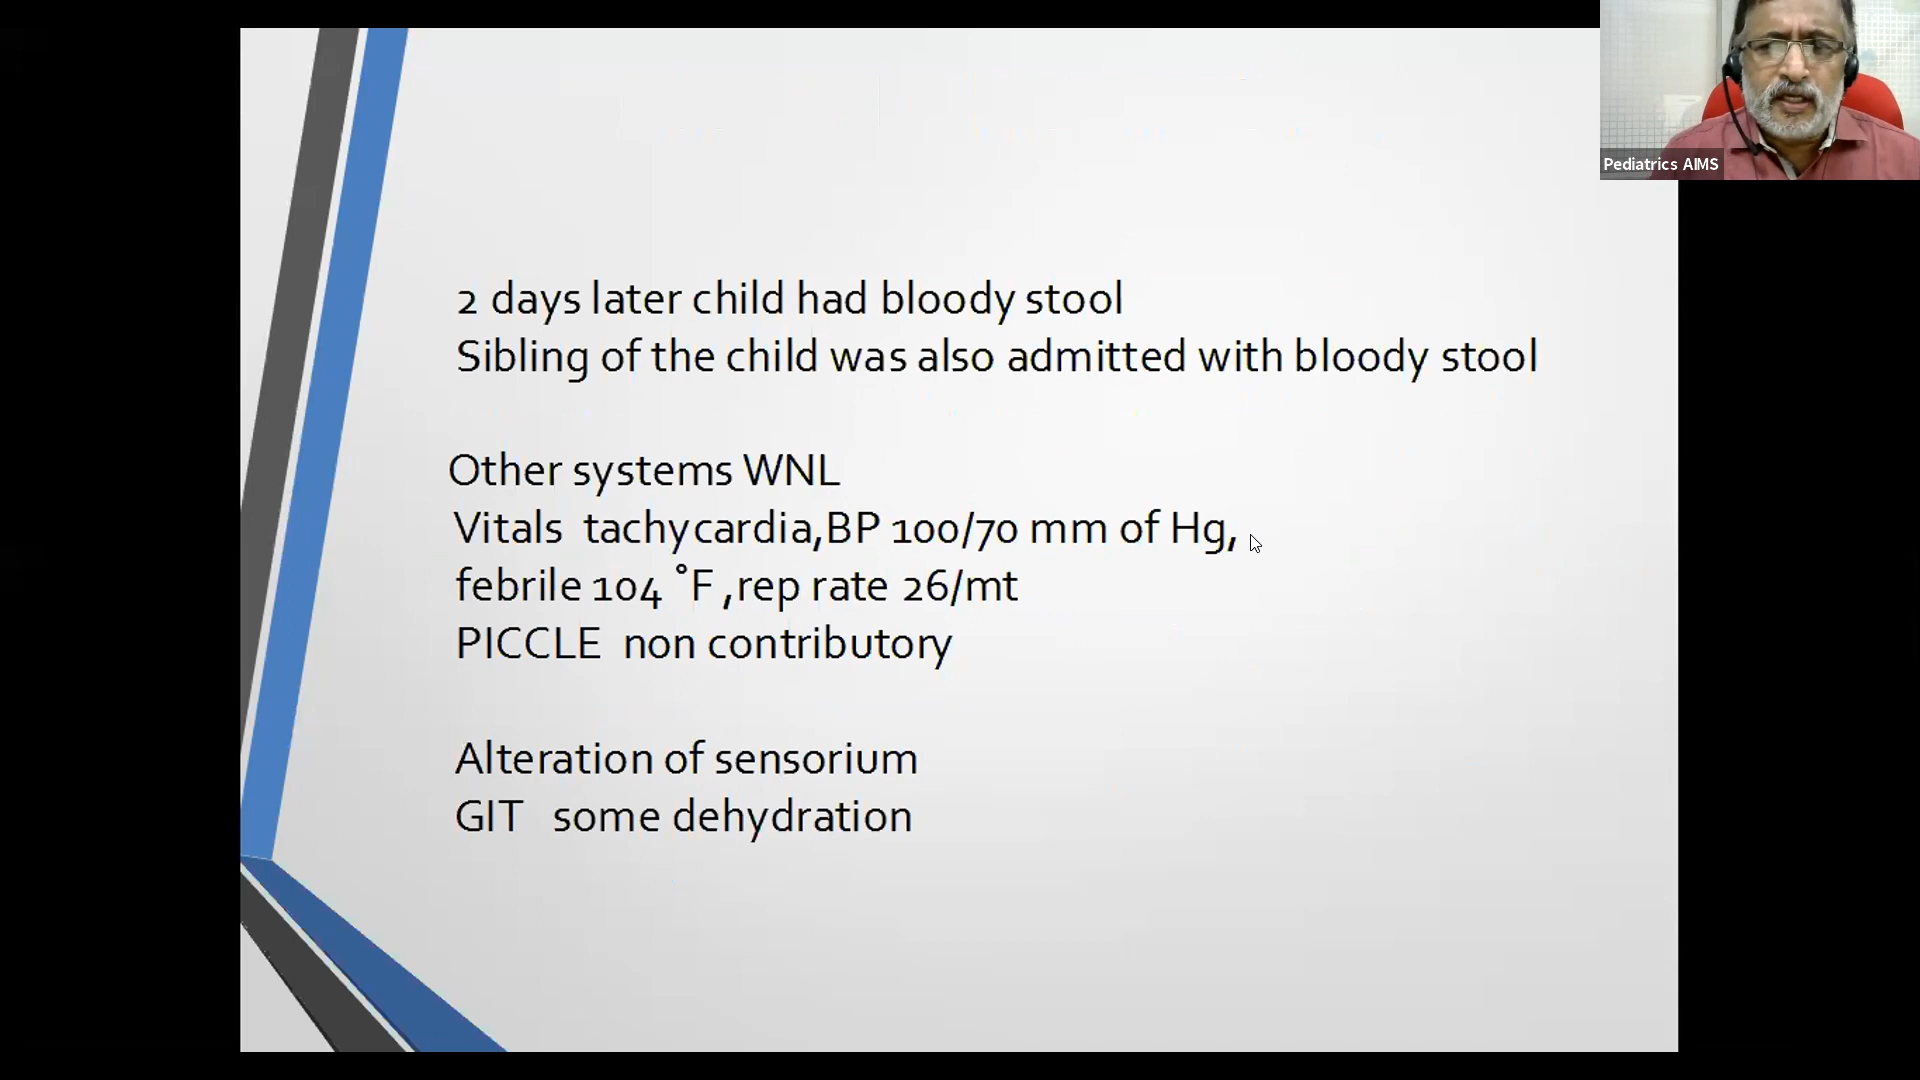 Pediatrics AIMS
2 days later child had bloody stool
Sibling of the child was also admitted with bloody stool
Other systems WNL
Vitals tachycardia,BP 100/70 mm of Hg,
febrile 104 °F ,rep rate 26/mt
PICCLE non contributory
Alteration of sensorium
GIT some dehydration